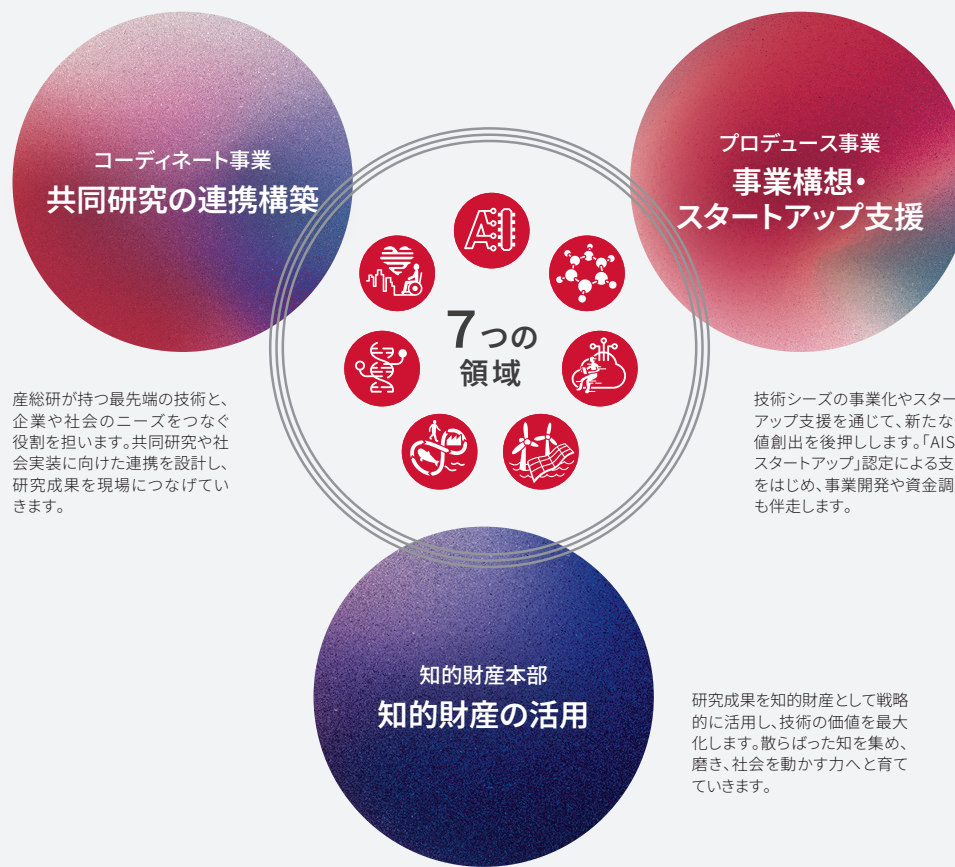 コーディネート事業
共同研究の連携構築
プロデュース事業
事業構想・
スタートアップ支援
AI
7つの
領域
産総研が持つ最先端の技術と、
企業や社会のニーズをつなぐ
役割を担います。共同研究や社
会実装に向けた連携を設計し、
研究成果を現場につなげてい
きます。
技術シーズの事業化やスター
アップ支援を通じて、新たな
値創出を後押しします。「AIS
スタートアップ」認定による支
をはじめ、事業開発や資金調
も伴走します。
知的財産本部
知的財産の活用
研究成果を知的財産として戦略
的に活用し、技術の価値を最大
化します。散らばった知を集め、
磨き、社会を動かす力へと育て
ていきます。